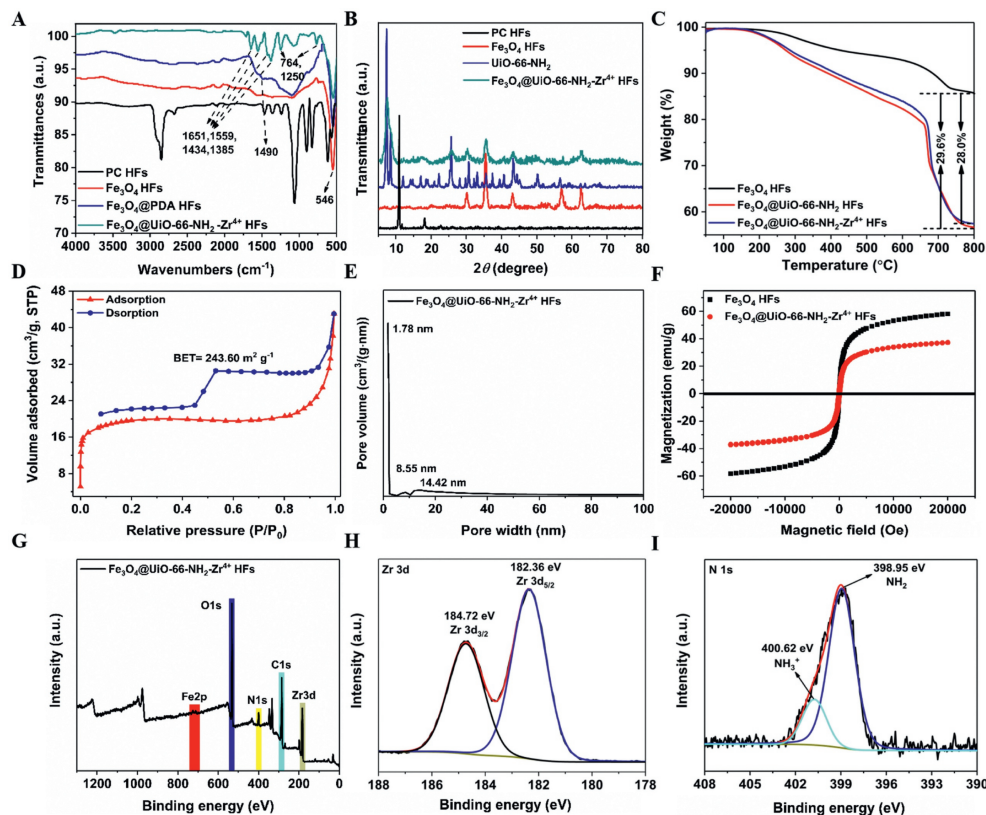 A
Tranmittances (a.u.)
100
95
90
85
80
75
70
764,
1250
1651,1559,
1434,1385
1490
546
PC HFs
Fe₃O₄ HFs
Fe₃O₄@PDA HFs
Fe₃O₄@UiO-66-NH₂ -Zr⁴⁺ HFs
4000 3500 3000 2500 2000 1500 1000 500
Wavenumbers (cm⁻¹)
B
Transmittance (a.u.)
PC HFs
Fe₃O₄ HFs
UiO-66-NH₂
Fe₃O₄@UiO-66-NH₂-Zr⁴⁺ HFs
10 20 30 40 50 60 70 80
2θ (degree)
C
Weight (%)
100
90
80
70
60
29.6%
28.0%
Fe₃O₄ HFs
Fe₃O₄@UiO-66-NH₂ HFs
Fe₃O₄@UiO-66-NH₂-Zr⁴⁺ HFs
100 200 300 400 500 600 700 800
Temperature (°C)
D
Volume adsorbed (cm³/g, STP)
48
40
32
24
16
8
Adsorption
Dsorption
BET= 243.60 m² g⁻¹
0.0 0.2 0.4 0.6 0.8 1.0
Relative pressure (P/P₀)
E
Pore volume (cm³/(g·nm))
Fe₃O₄@UiO-66-NH₂-Zr⁴⁺ HFs
1.78 nm
8.55 nm
14.42 nm
0 20 40 60 80 100
Pore width (nm)
F
Magnetization (emu/g)
60
40
20
0
-20
-40
-60
Fe₃O₄ HFs
Fe₃O₄@UiO-66-NH₂-Zr⁴⁺ HFs
-20000 -10000 0 10000 20000
Magnetic field (Oe)
G
Intensity (a.u.)
Fe₃O₄@UiO-66-NH₂-Zr⁴⁺ HFs
O1s
C1s
Fe2p
N1s
Zr3d
1200 900 600 300 0
Binding energy (eV)
H
Intensity (a.u.)
Zr 3d
182.36 eV
Zr 3d₅/₂
184.72 eV
Zr 3d₃/₂
188 186 184 182 180 178
Binding energy (eV)
I
Intensity (a.u.)
N 1s
398.95 eV
NH₂
400.62 eV
NH₃⁺
408 405 402 399 396 393 390
Binding energy (eV)